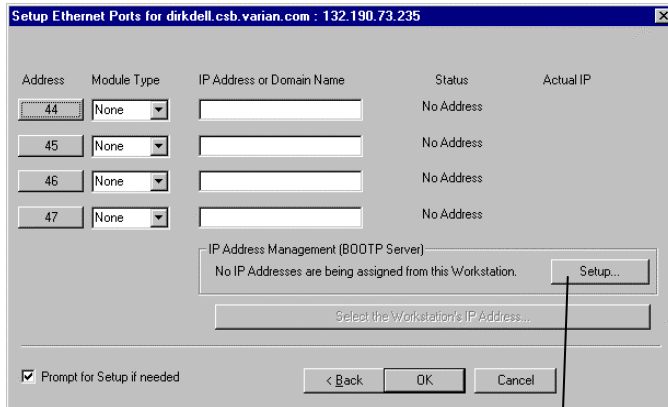 Setup Ethernet Ports for dirkdell.csb.varian.com : 132.190.73.235
Address Module Type IP Address or Domain Name Status Actual IP
44 None No Address
45 None No Address
46 None No Address
47 None No Address
IP Address Management (BOOTP Server)
No IP Addresses are being assigned from this Workstation. Setup...
Select the Workstation's IP Address...
Prompt for Setup if needed < Back OK Cancel